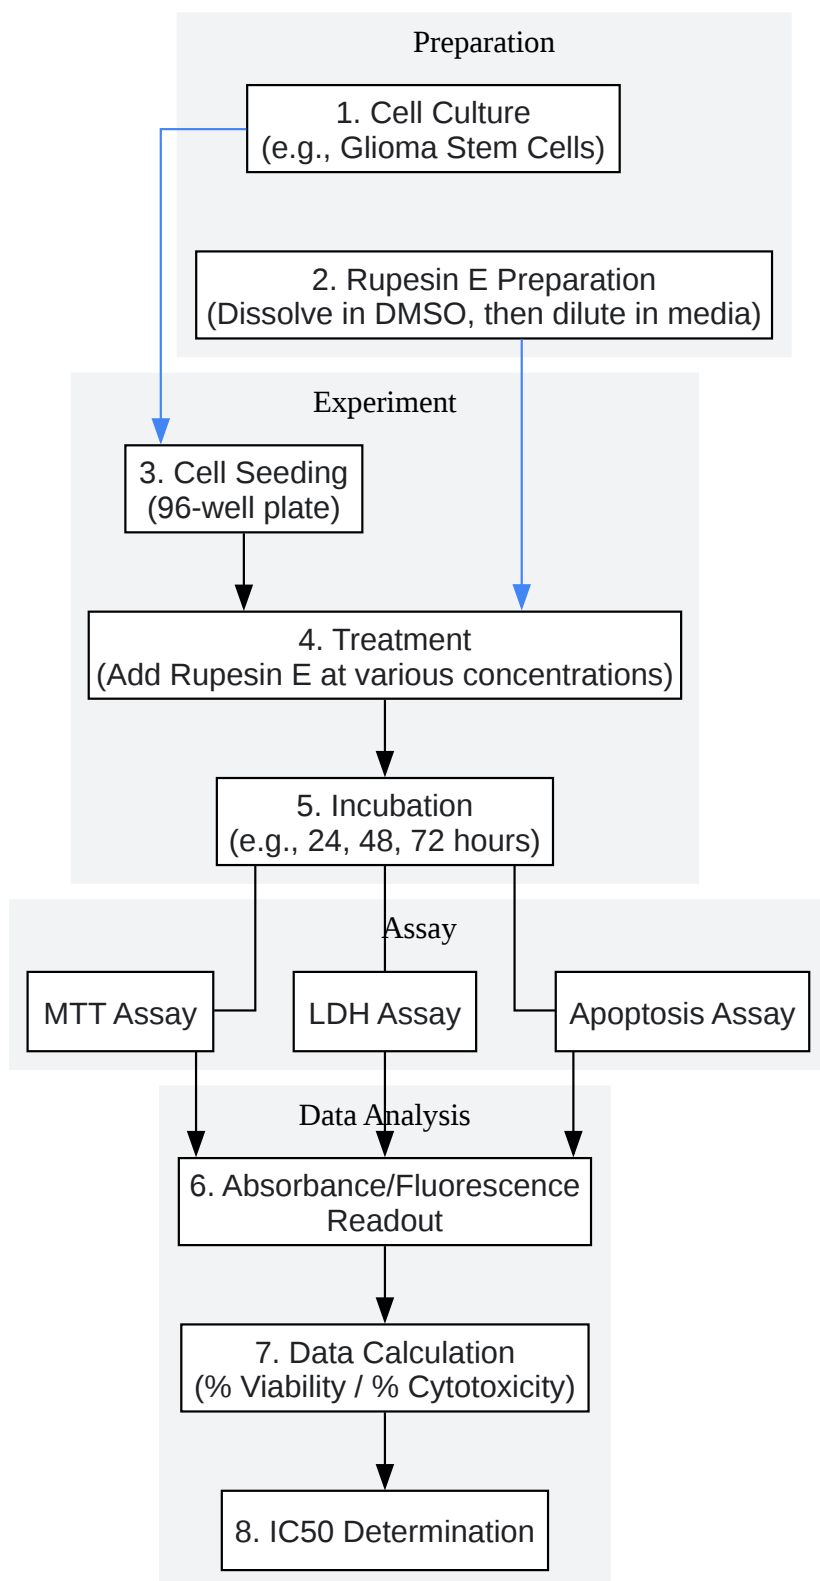 Preparation
1. Cell Culture
(e.g., Glioma Stem Cells)
2. Rupesin E Preparation
(Dissolve in DMSO, then dilute in media)
Experiment
3. Cell Seeding
(96-well plate)
4. Treatment
(Add Rupesin E at various concentrations)
5. Incubation
(e.g., 24, 48, 72 hours)
Assay
MTT Assay
LDH Assay
Apoptosis Assay
Data Analysis
6. Absorbance/Fluorescence
Readout
7. Data Calculation
(% Viability / % Cytotoxicity)
8. IC50 Determination